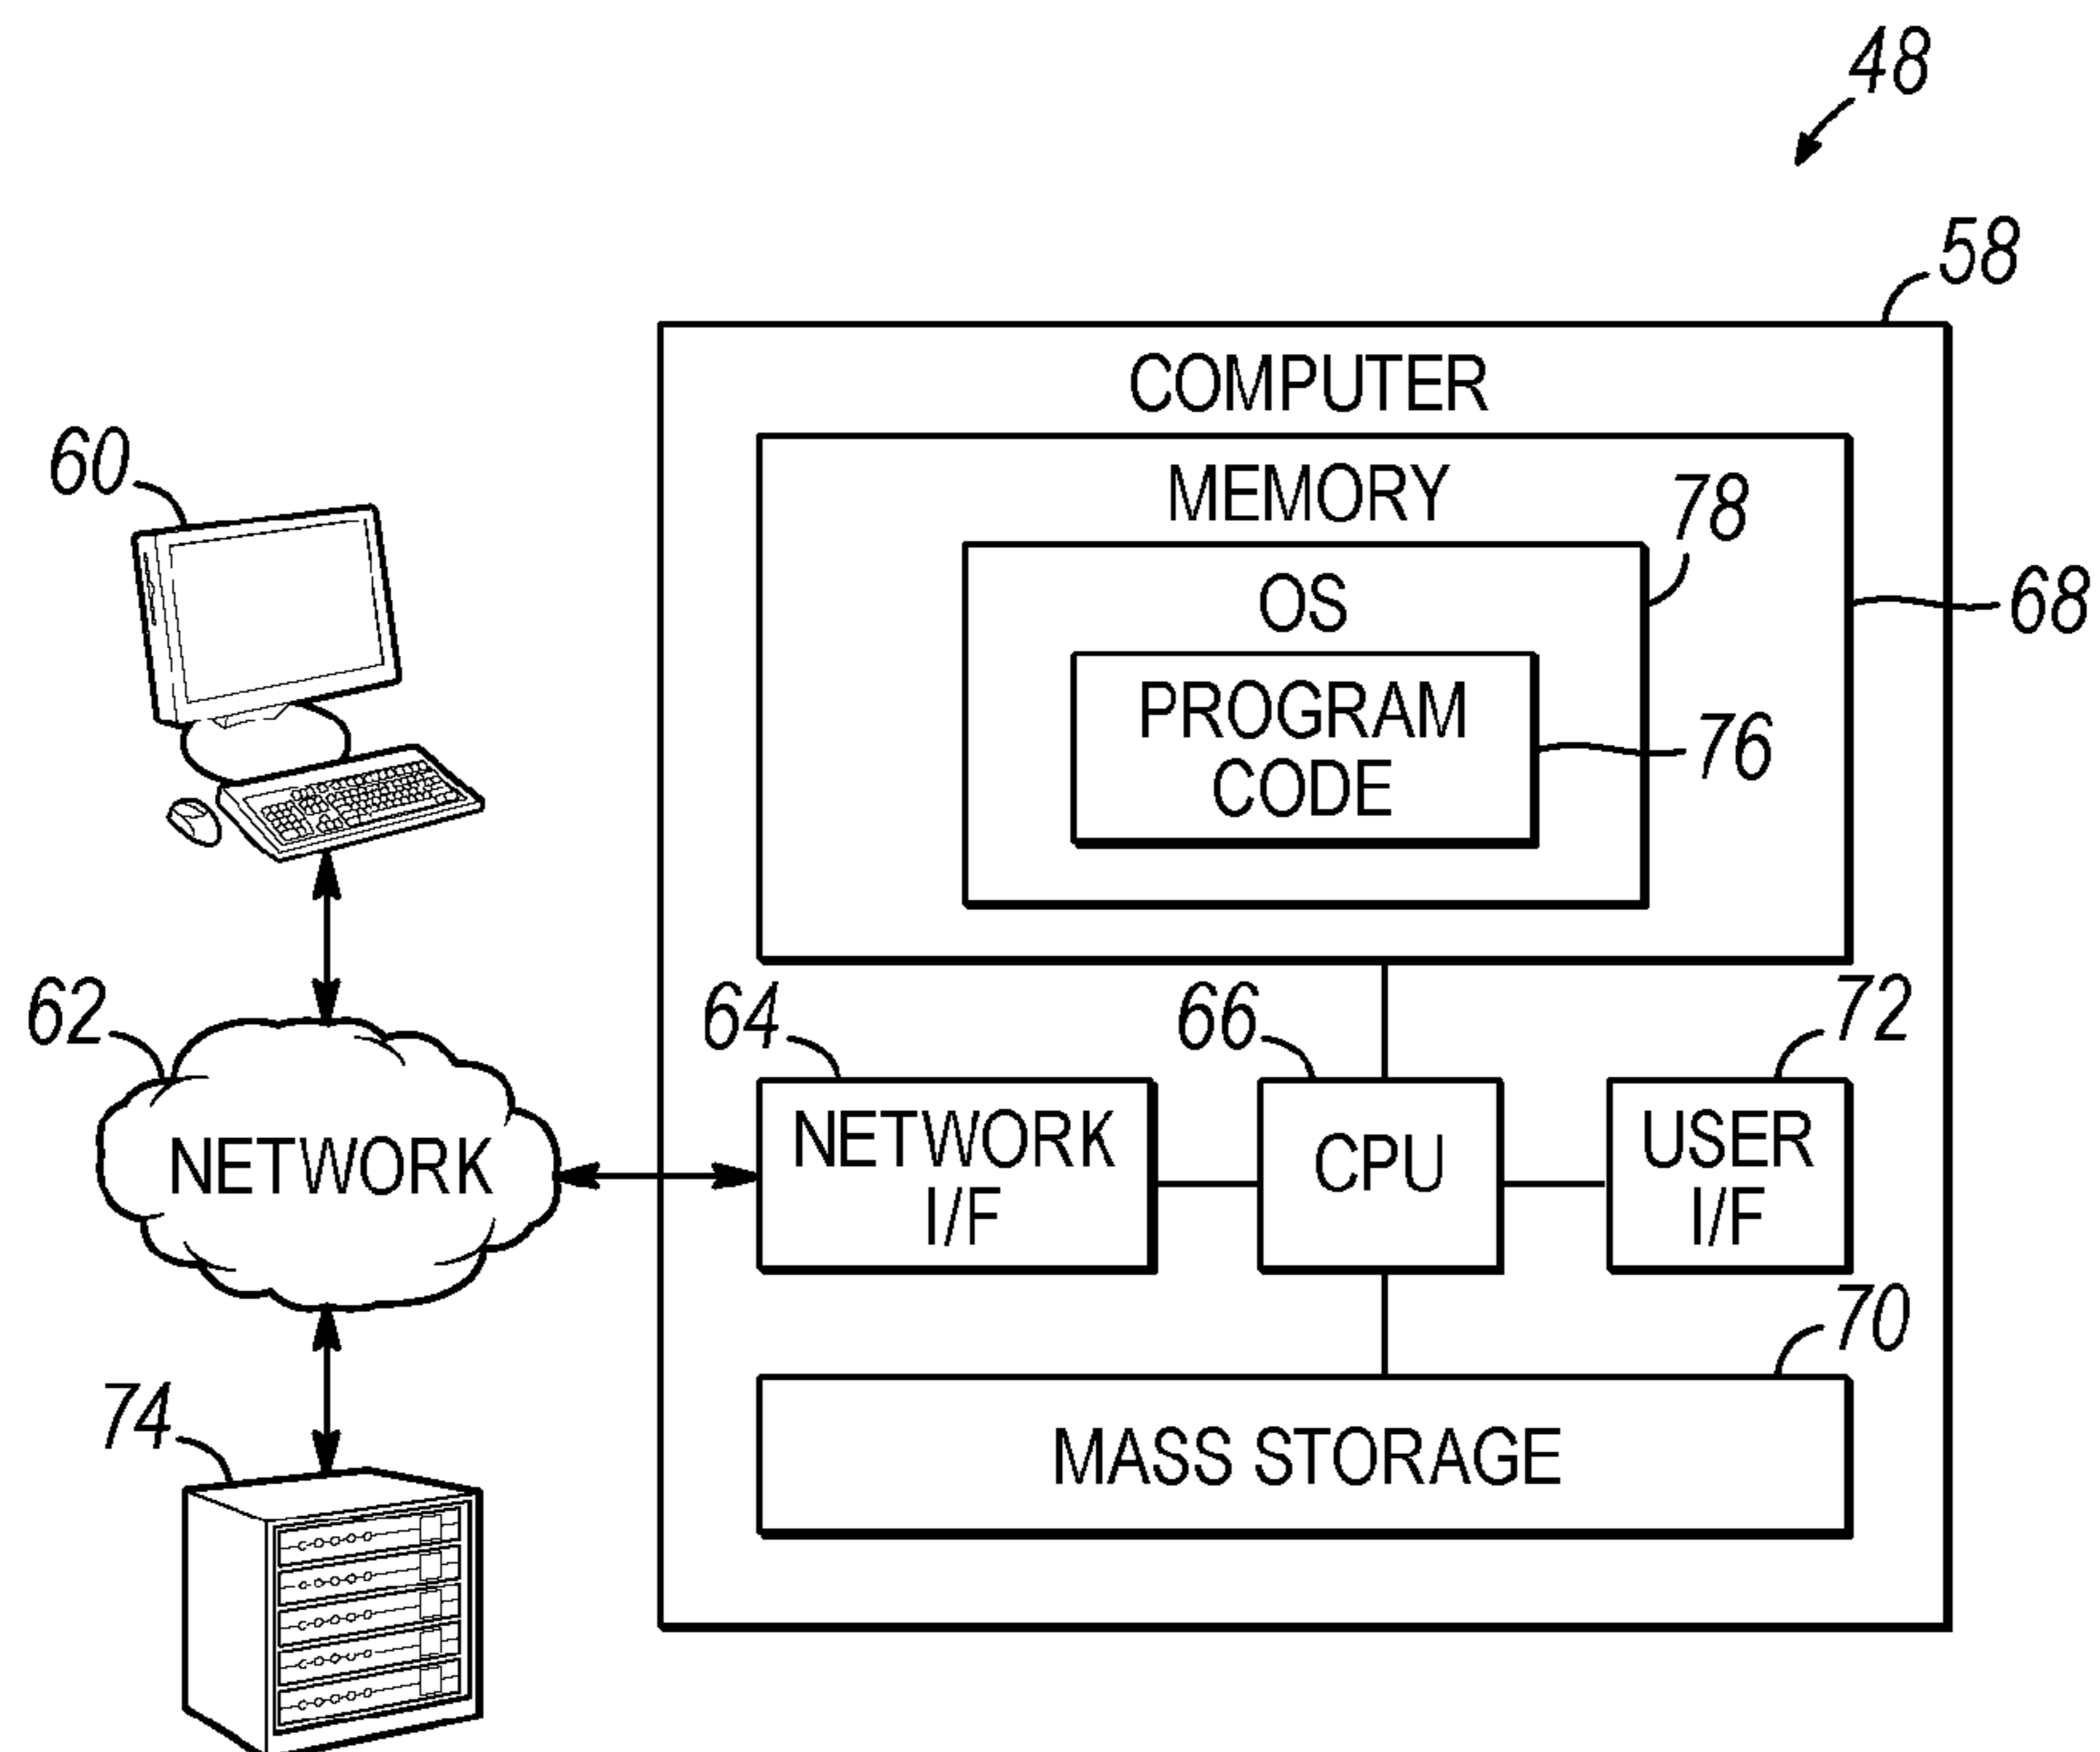 48
58
COMPUTER
60
MEMORY
78
OS
68
PROGRAM
CODE
76
62
64
66
72
NETWORK
NETWORK
I/F
CPU
USER
I/F
70
74
MASS STORAGE